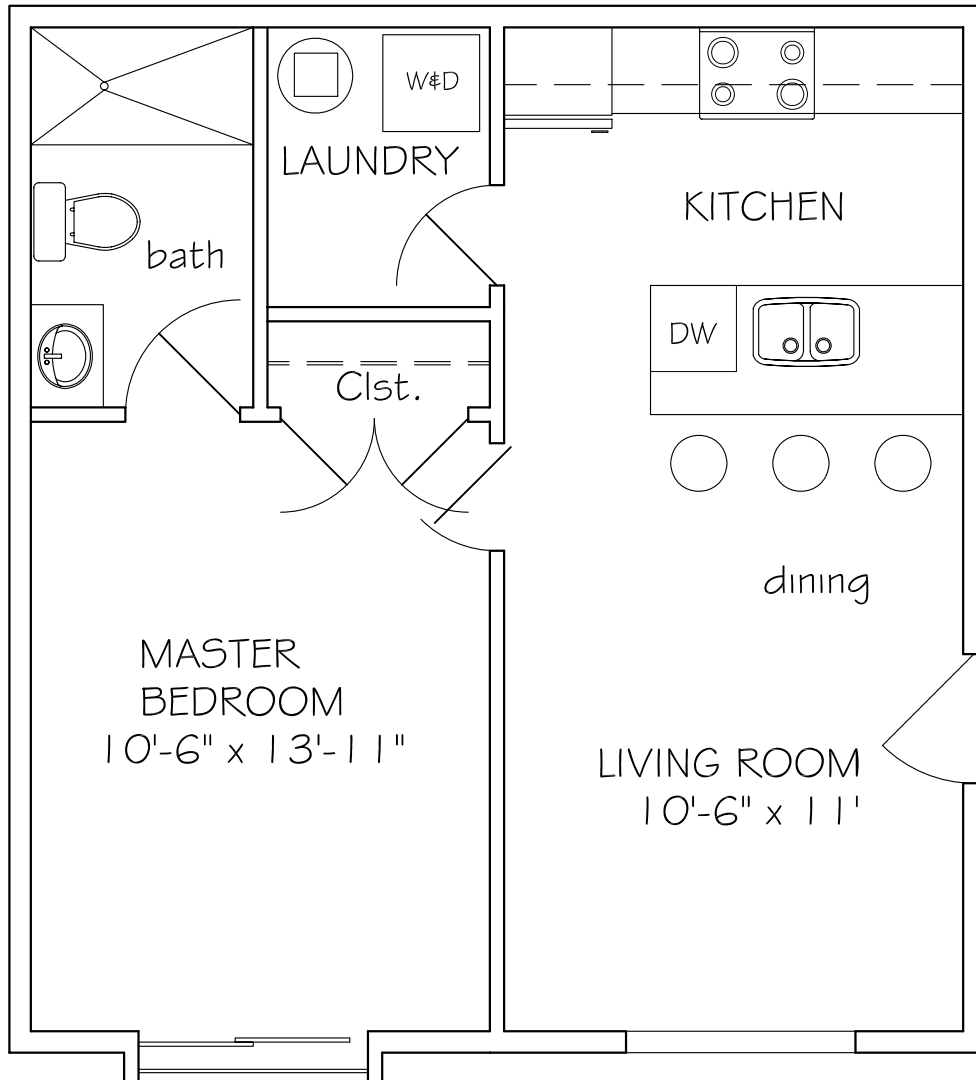 W&D
LAUNDRY
KITCHEN
bath
DW
Clst.
dining
MASTER
BEDROOM
10'-6" x 13'-11"
LIVING ROOM
10'-6" x 11'